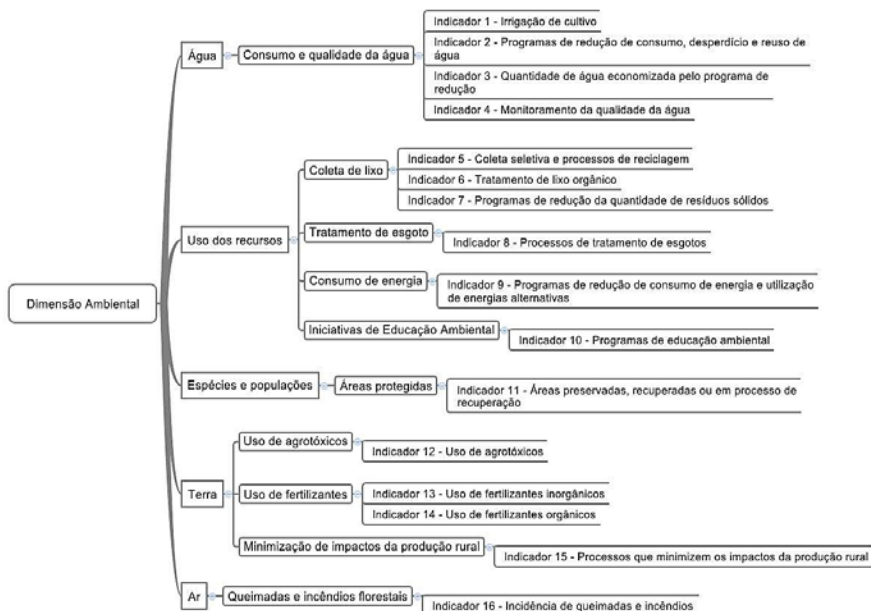 Indicador 1 - Irrigação de cultivo
Indicador 2 - Programas de redução de consumo, desperdício e reuso de
água
Água
Consumo e qualidade da água
Indicador 3 - Quantidade de água economizada pelo programa de
redução
Indicador 4 - Monitoramento da qualidade da água
Coleta de lixo
Indicador 5 - Coleta seletiva e processos de reciclagem
Indicador 6 - Tratamento de lixo orgânico
Indicador 7 - Programas de redução da quantidade de resíduos sólidos
Uso dos recursos
Tratamento de esgoto
Indicador 8 - Processos de tratamento de esgotos
Consumo de energia
Indicador 9 - Programas de redução de consumo de energia e utilização
de energias alternativas
Dimensão Ambiental
Iniciativas de Educação Ambiental
Indicador 10 - Programas de educação ambiental
Espécies e populações
Áreas protegidas
Indicador 11 - Áreas preservadas, recuperadas ou em processo de
recuperação
Uso de agrotóxicos
Indicador 12 - Uso de agrotóxicos
Terra
Uso de fertilizantes
Indicador 13 - Uso de fertilizantes inorgânicos
Indicador 14 - Uso de fertilizantes orgânicos
Minimização de impactos da produção rural
Indicador 15 - Processos que minimizem os impactos da produção rural
Ar
Queimadas e incêndios florestais
Indicador 16 - Incidência de queimadas e incêndios